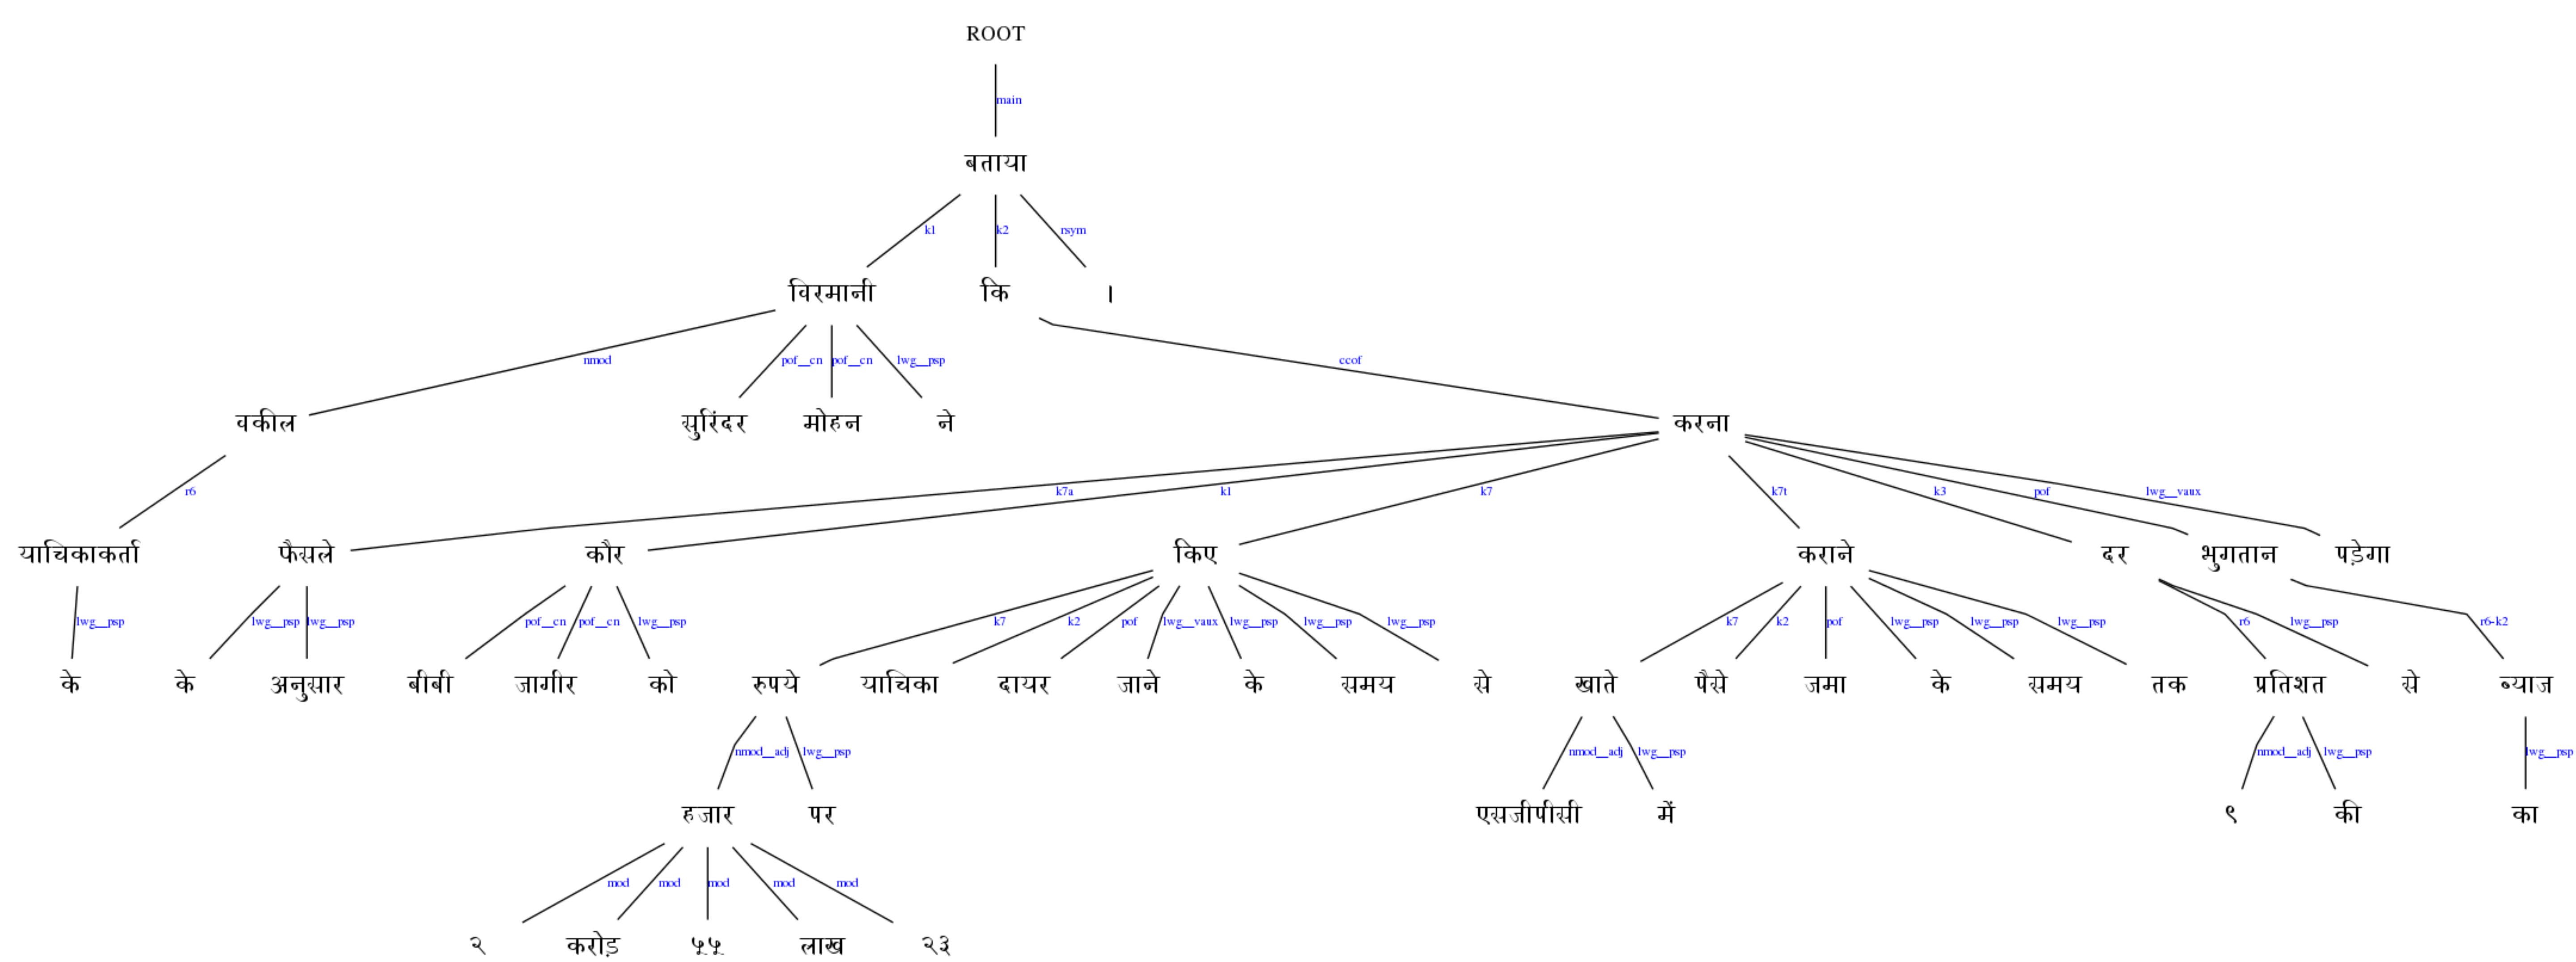 ROOT
main
बताया
k1 k2 rsym
विरमानी कि ।
nmod pof__cn pof__cn lwg__psp ccof
वकील सुरिंदर मोहन ने करना
r6 k7a k1 k7 k7t k3 pof lwg__vaux
याचिकाकर्ता फैसले कौर किए कराने दर भुगतान पड़ेगा
lwg__psp lwg__psp lwg__psp pof__cn pof__cn lwg__psp k7 k2 pof lwg__vaux lwg__psp lwg__psp lwg__psp k7 k2 pof lwg__psp lwg__psp lwg__psp r6 lwg__psp r6-k2
के के अनुसार बीबी जागीर को रुपये याचिका दायर जाने के समय से खाते पैसे जमा के समय तक प्रतिशत से ब्याज
nmod__adj lwg__psp nmod__adj lwg__psp nmod__adj lwg__psp lwg__psp
हजार पर एसजीपीसी में ९ की का
mod mod mod mod mod
२ करोड़ ५५ लाख २३